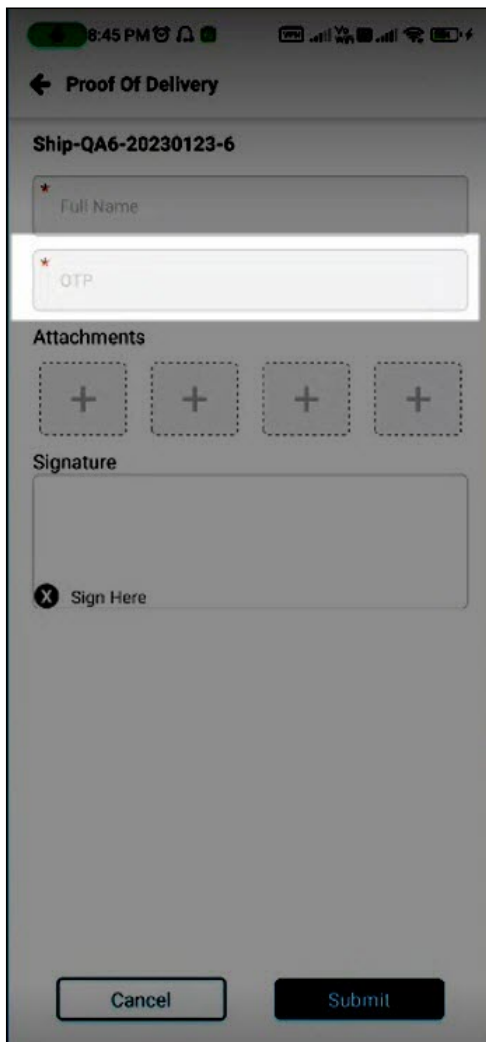 8:45 PM
Proof Of Delivery
Ship-QA6-20230123-6
* Full Name
* OTP
Attachments
+ + + +
Signature
X Sign Here
Cancel Submit